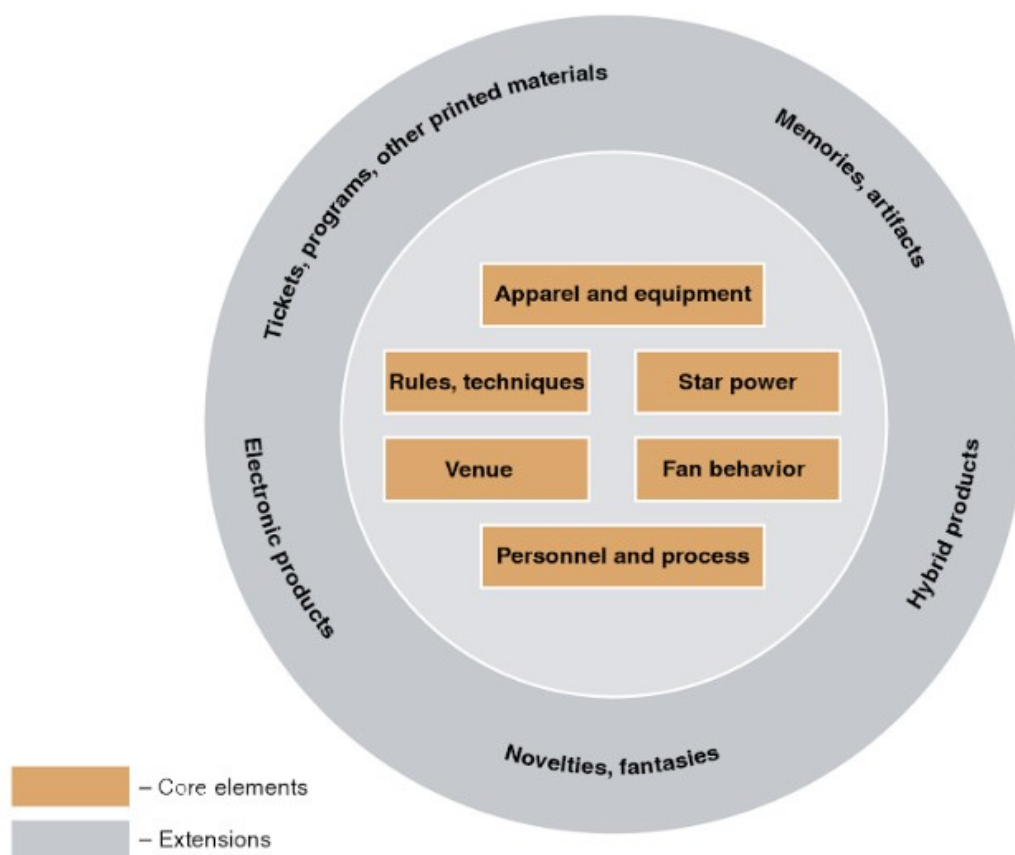 Tickets, programs, other printed materials
Memories, artifacts
Apparel and equipment
Rules, techniques
Star power
Venue
Fan behavior
Personnel and process
Electronic products
Hybrid products
Novelties, fantasies
– Core elements
– Extensions